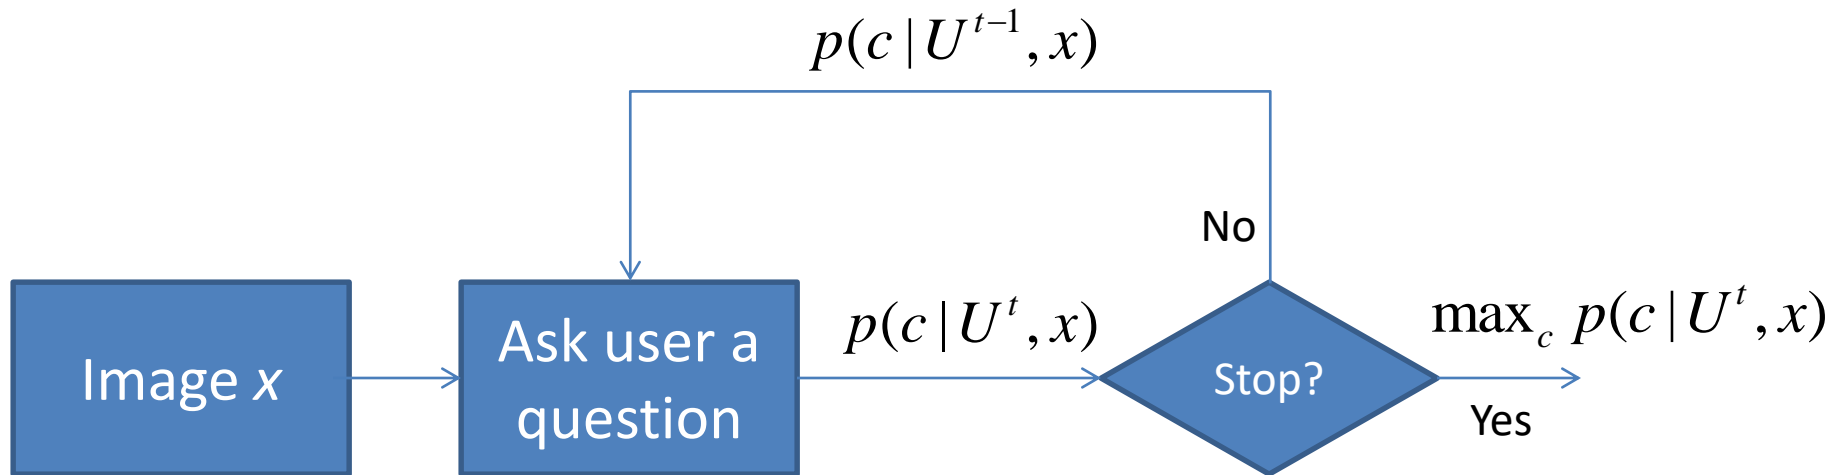 p(c | U^{t-1}, x)
No
Image x
Ask user a
question
p(c | U^t, x)
Stop?
max_c p(c | U^t, x)
Yes